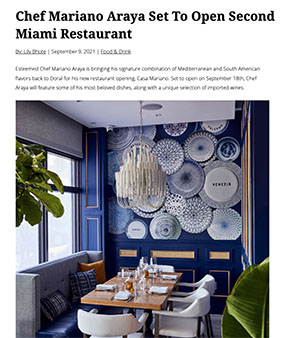 Chef Mariano Araya Set To Open Second
Miami Restaurant
By: Lily Bhote | September 9, 2021 | Food & Drink
Esteemed Chef Mariano Araya is bringing his signature combination of Mediterranean and South American
flavors back to Doral for his new restaurant opening, Casa Mariano. Set to open on September 18th, Chef
Araya will feature some of his most beloved dishes, along with a unique selection of imported wines.
VENEZIA